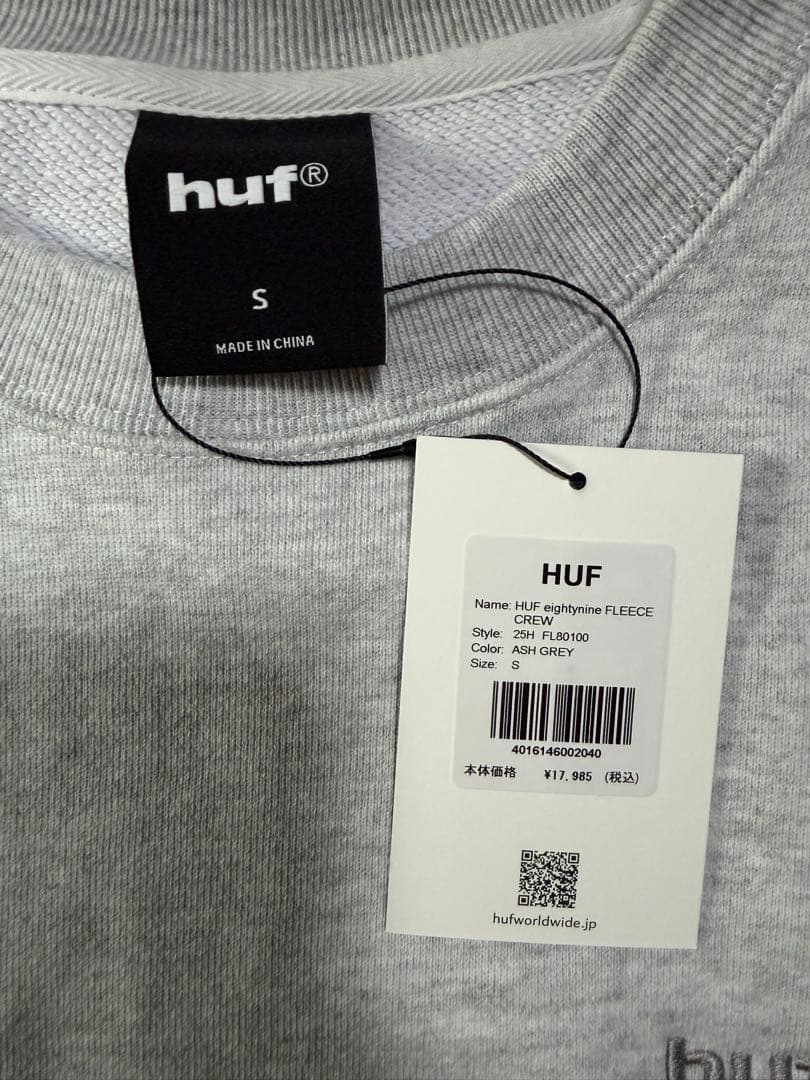 huf®
S
MADE IN CHINA
HUF
Name: HUF eightynine FLEECE
CREW
Style: 25H FL80100
Color: ASH GREY
Size: S
4016146002040
本体価格 ¥17,985 (税込)
hufworldwide.jp
huf